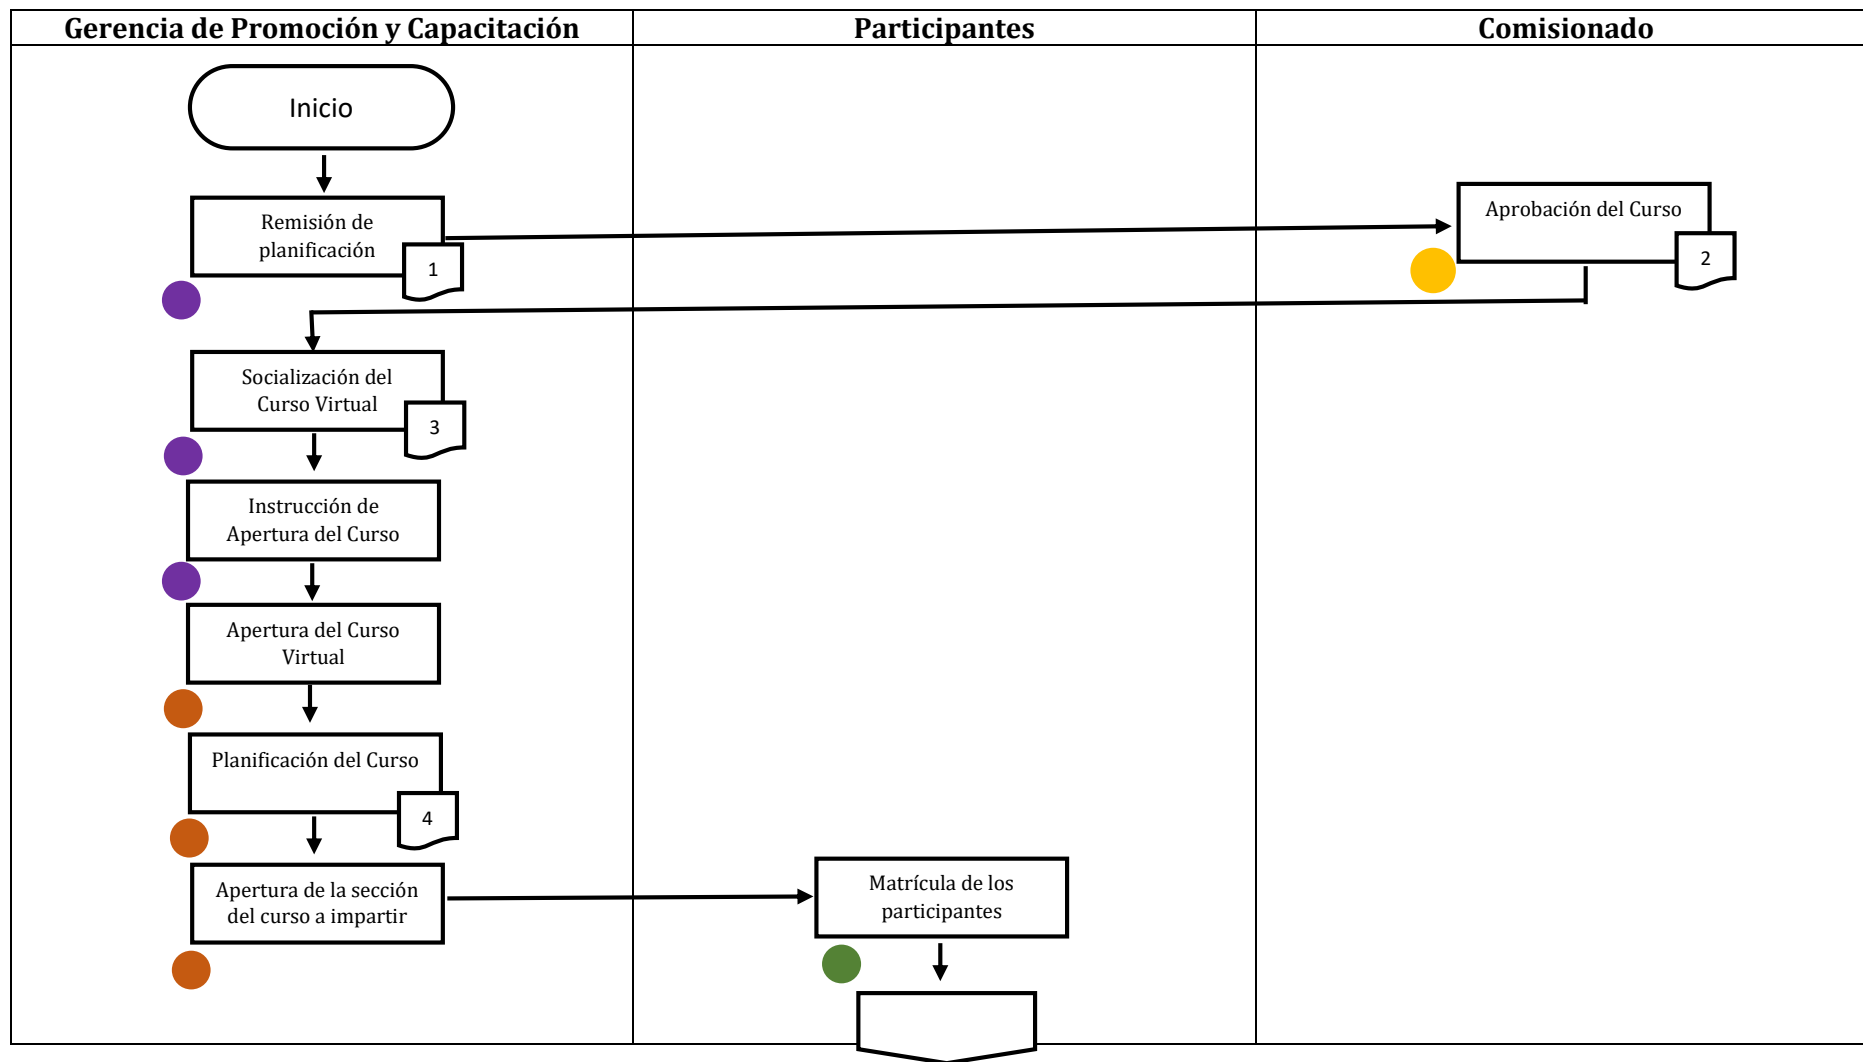 Gerencia de Promoción y Capacitación
Participantes
Comisionado
Inicio
Remisión de
planificación
1
Aprobación del Curso
2
Socialización del
Curso Virtual
3
Instrucción de
Apertura del Curso
Apertura del Curso
Virtual
Planificación del Curso
4
Apertura de la sección
del curso a impartir
Matrícula de los
participantes